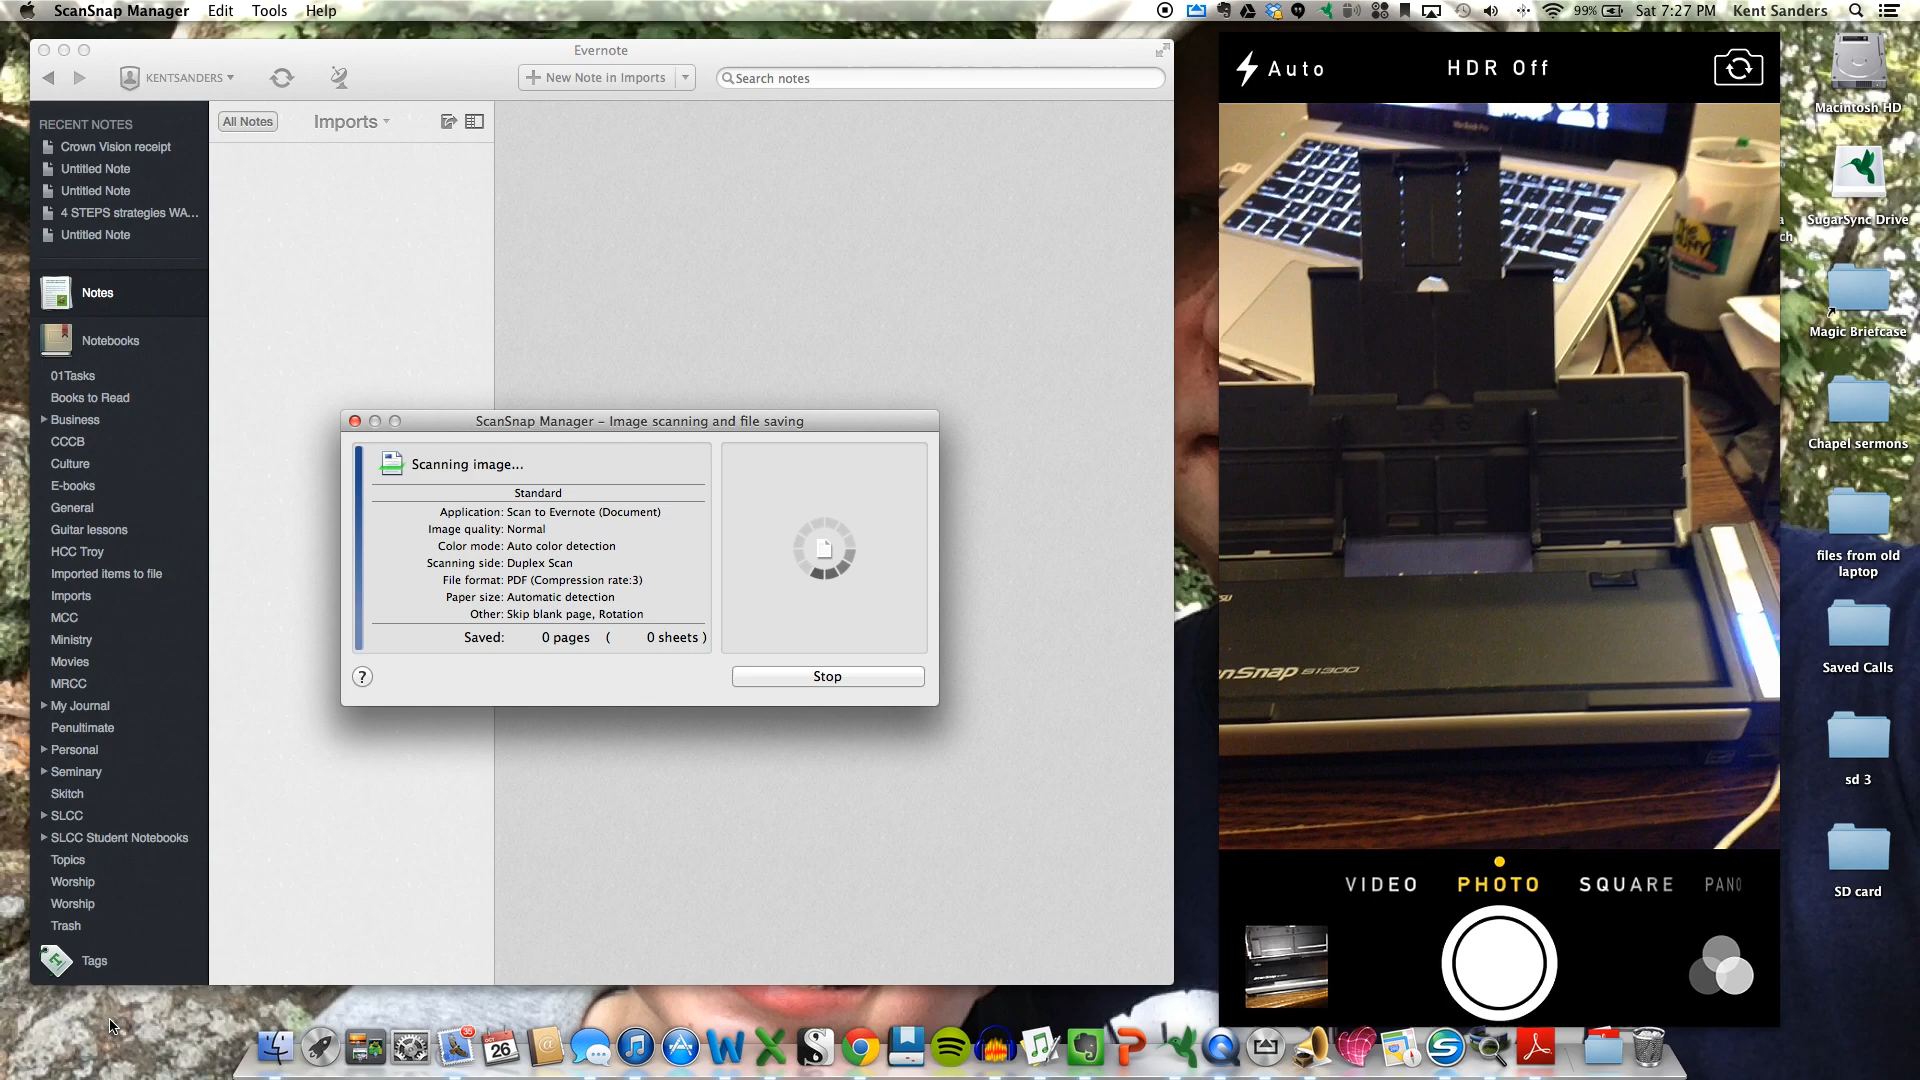 ScanSnap Manager Edit Tools Help
99% Sat 7:27 PM Kent Sanders
Evernote
KENTSANDERS
New Note in Imports
Search notes
RECENT NOTES
Crown Vision receipt
Untitled Note
Untitled Note
4 STEPS strategies WA...
Untitled Note
Notes
Notebooks
01Tasks
Books to Read
Business
CCCB
Culture
E-books
General
Guitar lessons
HCC Troy
Imported items to file
Imports
MCC
Ministry
Movies
MRCC
My Journal
Penultimate
Personal
Seminary
Skitch
SLCC
SLCC Student Notebooks
Topics
Worship
Worship
Trash
Tags
All Notes
Imports
ScanSnap Manager – Image scanning and file saving
Scanning image...
Standard
Application: Scan to Evernote (Document)
Image quality: Normal
Color mode: Auto color detection
Scanning side: Duplex Scan
File format: PDF (Compression rate:3)
Paper size: Automatic detection
Other: Skip blank page, Rotation
Saved: 0 pages ( 0 sheets )
?
Stop
Auto
HDR Off
MacBook Pro
nSnap S1300
VIDEO
PHOTO
SQUARE
PANO
Macintosh HD
SugarSync Drive
ch
Magic Briefcase
Chapel sermons
files from old
laptop
Saved Calls
sd 3
SD card
35
OCT
26